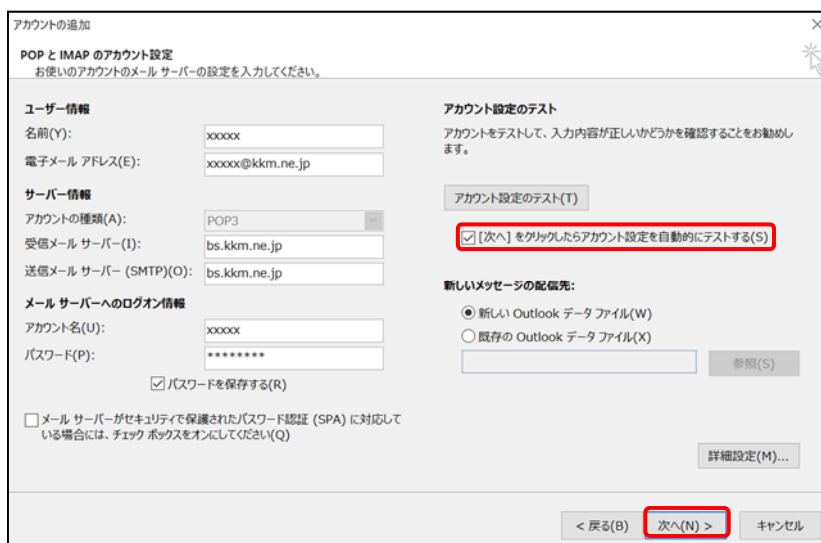 アカウントの追加
POP と IMAP のアカウント設定
お使いのアカウントのメール サーバーの設定を入力してください。
ユーザー情報
名前(Y):
xxxxx
電子メール アドレス(E):
xxxxx@kkm.ne.jp
サーバー情報
アカウントの種類(A):
POP3
受信メール サーバー(I):
bs.kkm.ne.jp
送信メール サーバー (SMTP)(O):
bs.kkm.ne.jp
メール サーバーへのログオン情報
アカウント名(U):
xxxxx
パスワード(P):
********
パスワードを保存する(R)
メール サーバーがセキュリティで保護されたパスワード認証 (SPA) に対応して
いる場合には、チェック ボックスをオンにしてください(Q)
アカウント設定のテスト
アカウントをテストして、入力内容が正しいかどうかを確認することをお勧めし
ます。
アカウント設定のテスト(T)
[次へ] をクリックしたらアカウント設定を自動的にテストする(S)
新しいメッセージの配信先:
新しい Outlook データ ファイル(W)
既存の Outlook データ ファイル(X)
参照(S)
詳細設定(M)...
< 戻る(B)
次へ(N) >
キャンセル